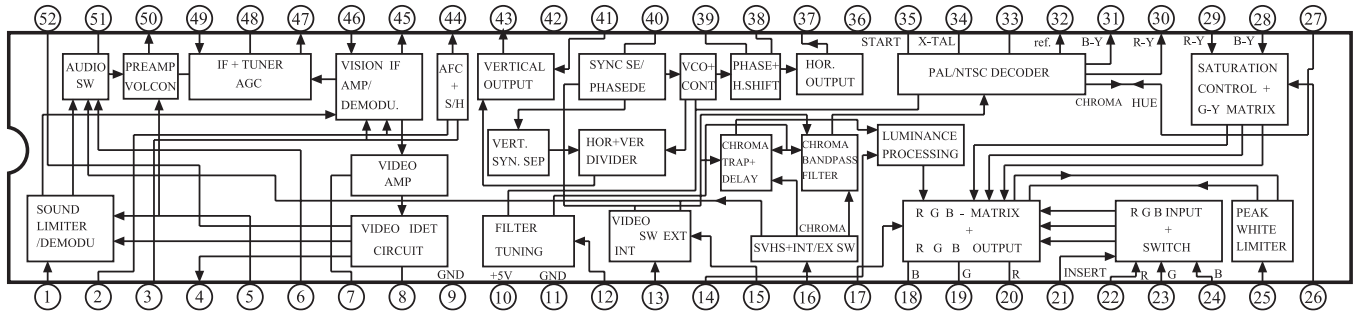 52 51 50 49 48 47 46 45 44 43 42 41 40 39 38 37 36 35 34 33 32 31 30 29 28 27
START X-TAL ref. B-Y R-Y R-Y B-Y
AUDIO
SW
PREAMP
VOLCON
IF + TUNER
AGC
VISION IF
AMP/
DEMODU.
AFC
+
S/H
VERTICAL
OUTPUT
SYNC SE/
PHASEDE
VCO+
CONT
PHASE+
H.SHIFT
HOR.
OUTPUT
PAL/NTSC DECODER
CHROMA HUE
SATURATION
CONTROL +
G-Y MATRIX
VERT.
SYN. SEP
HOR+VER
DIVIDER
CHROMA
TRAP+
DELAY
CHROMA
BANDPASS
FILTER
LUMINANCE
PROCESSING
VIDEO
AMP
SOUND
LIMITER
/DEMODU
VIDEO IDET
CIRCUIT
FILTER
TUNING
VIDEO
SW EXT
INT
CHROMA
SVHS+INT/EX SW
R G B - MATRIX
+
R G B OUTPUT
R G B INPUT
+
SWITCH
PEAK
WHITE
LIMITER
GND +5V GND B G R INSERT R G B
1 2 3 4 5 6 7 8 9 10 11 12 13 14 15 16 17 18 19 20 21 22 23 24 25 26